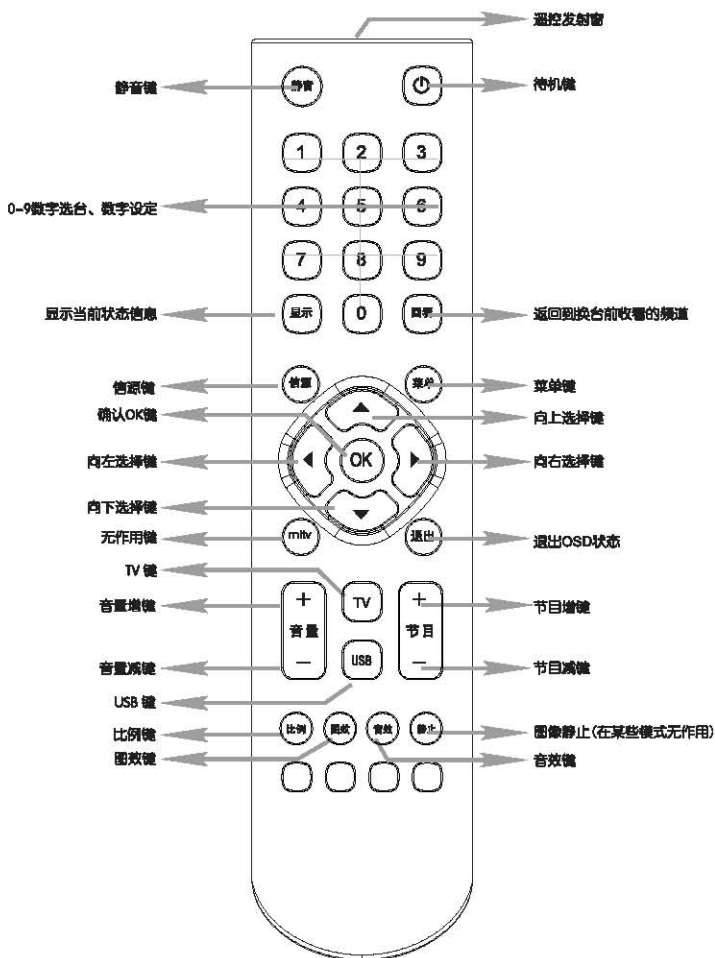 遥控发射窗
静音键
静音
待机键
1
2
3
0-9数字选台、数字设定
4
5
6
7
8
9
显示当前状态信息
显示
0
回看
返回到换台前收看的频道
信源键
信源
菜单
菜单键
确认OK键
向上选择键
向左选择键
OK
向右选择键
向下选择键
无作用键
mitv
退出
退出OSD状态
TV 键
音量增键
+
音量
−
TV
+
节目
−
节目增键
音量减键
USB
节目减键
USB 键
比例键
比例
图效
音效
静止
图像静止(在某些模式无作用)
图效键
音效键